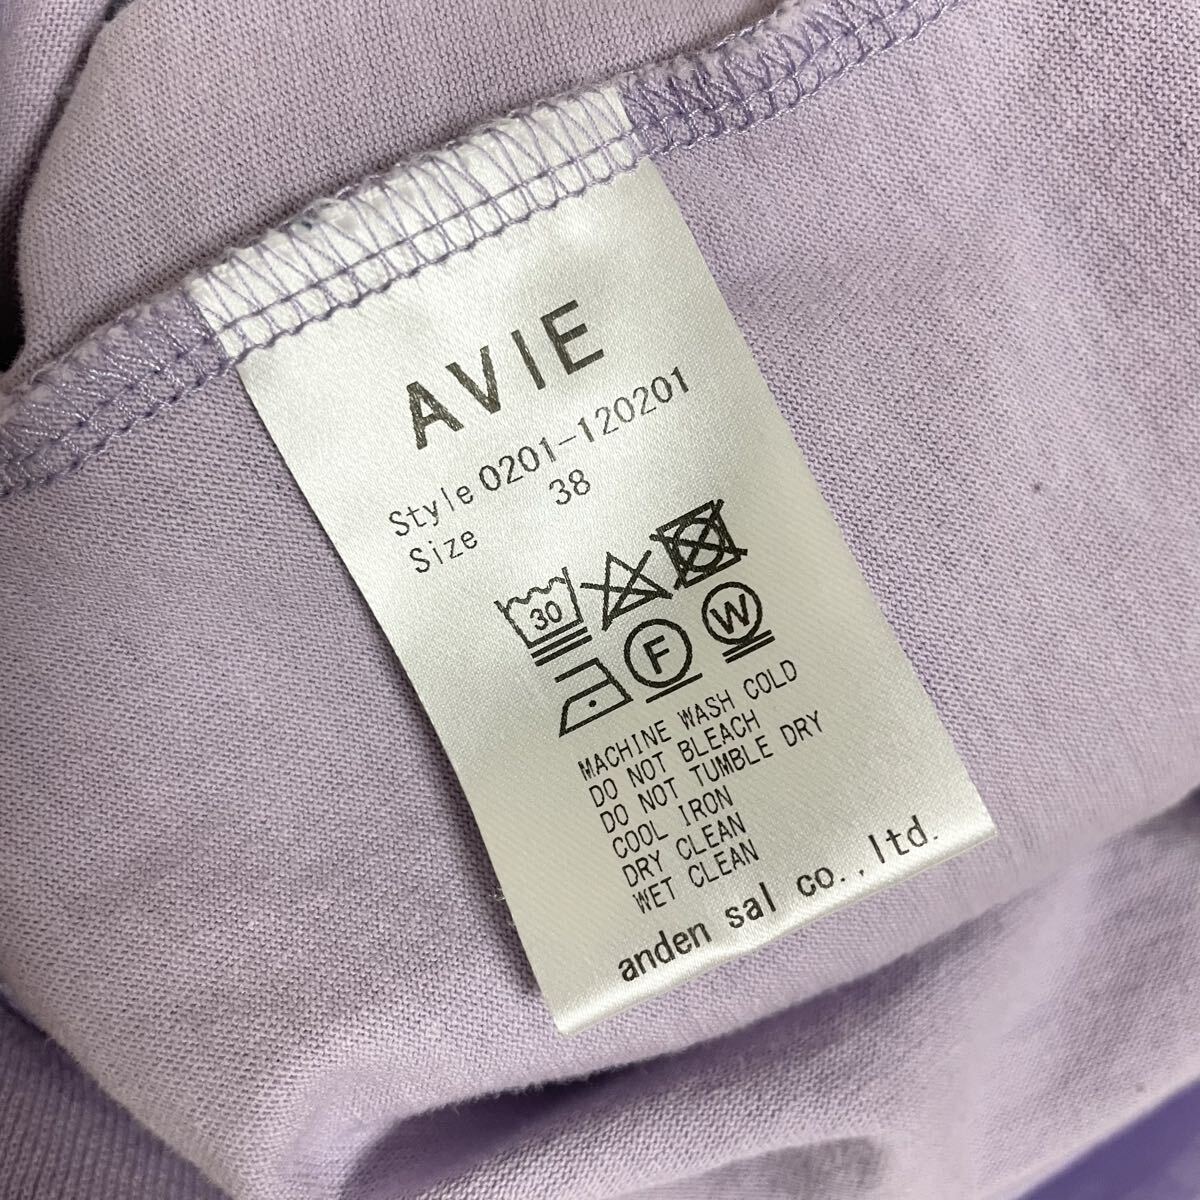 AVIE
Style 0201-120201
Size 38
30
F W
MACHINE WASH COLD
DO NOT BLEACH
DO NOT TUMBLE DRY
COOL IRON
DRY CLEAN
WET CLEAN
anden sal co.,ltd.